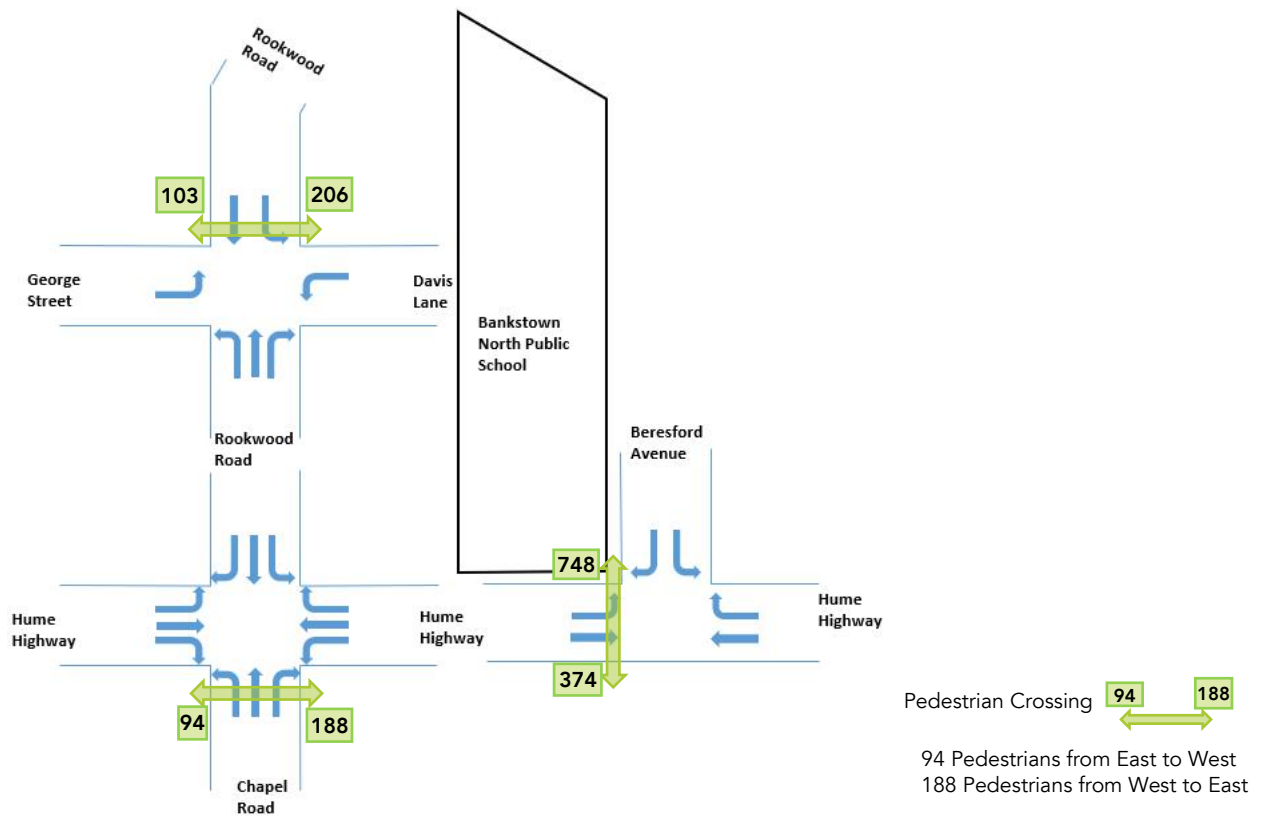 Rookwood
Road
103
206
George
Street
Davis
Lane
Bankstown
North Public
School
Rookwood
Road
Beresford
Avenue
748
Hume
Highway
Hume
Highway
Hume
Highway
374
94
188
Chapel
Road
Pedestrian Crossing
94
188
94 Pedestrians from East to West
188 Pedestrians from West to East